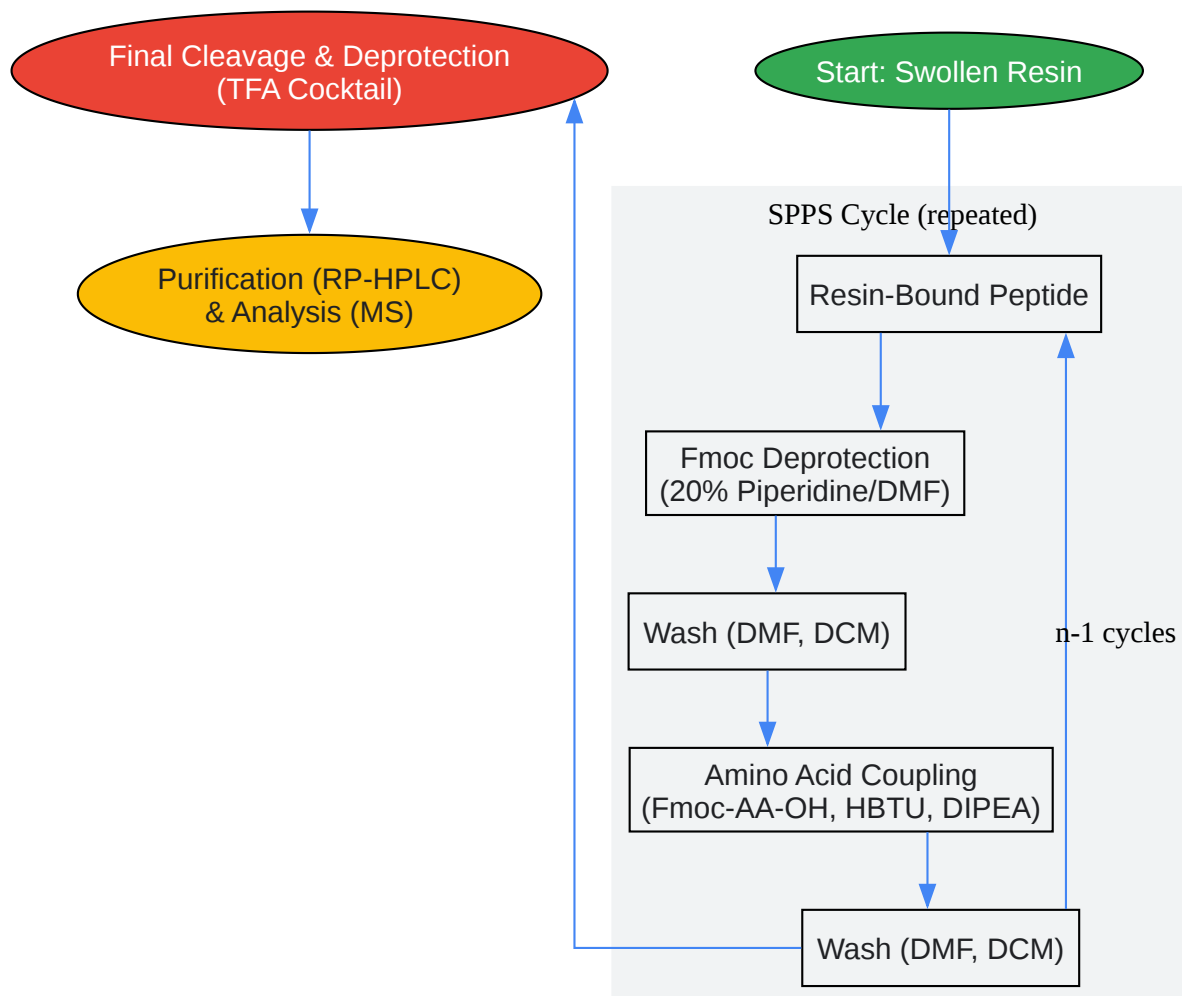 Final Cleavage & Deprotection
(TFA Cocktail)
Start: Swollen Resin
SPPS Cycle (repeated)
Purification (RP-HPLC)
& Analysis (MS)
Resin-Bound Peptide
Fmoc Deprotection
(20% Piperidine/DMF)
Wash (DMF, DCM)
n-1 cycles
Amino Acid Coupling
(Fmoc-AA-OH, HBTU, DIPEA)
Wash (DMF, DCM)